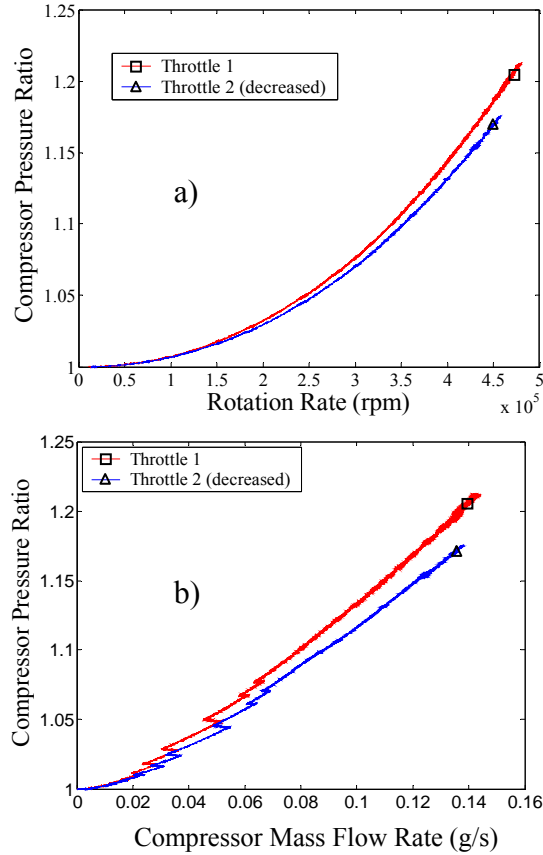 1.25
1.2
1.15
1.1
1.05
1
Compressor Pressure Ratio
Throttle 1
Throttle 2 (decreased)
a)
0 0.5 1 1.5 2 2.5 3 3.5 4 4.5 5
Rotation Rate (rpm)
x 10^5
1.25
1.2
1.15
1.1
1.05
1
Compressor Pressure Ratio
Throttle 1
Throttle 2 (decreased)
b)
0 0.02 0.04 0.06 0.08 0.1 0.12 0.14 0.16
Compressor Mass Flow Rate (g/s)